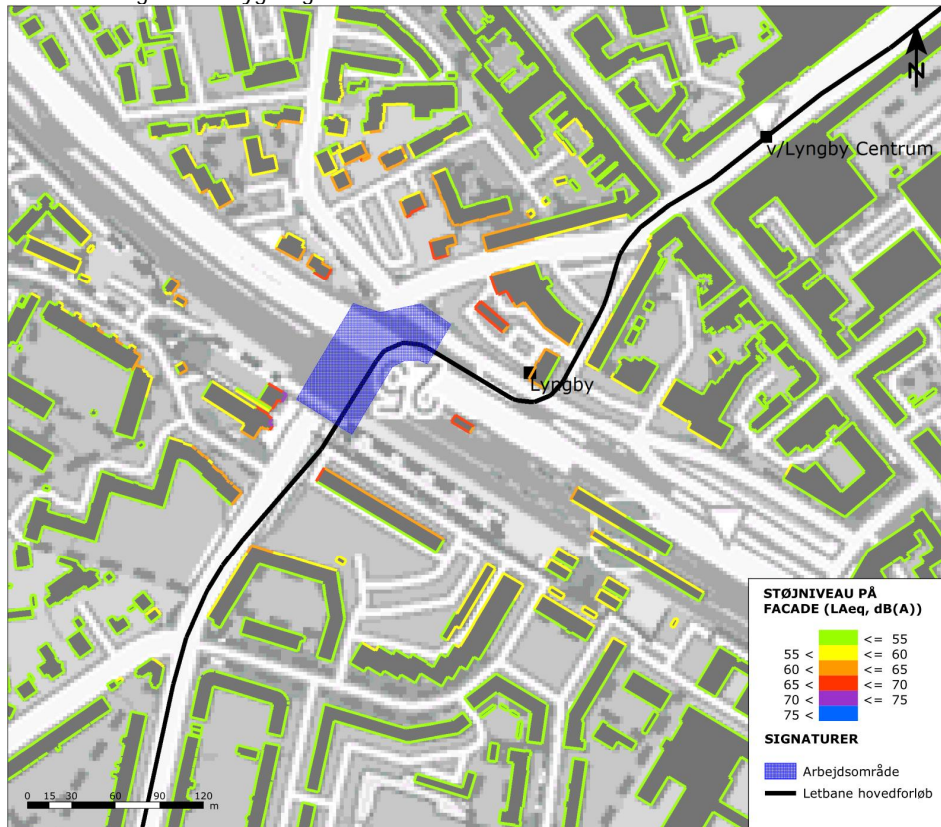 N
v/Lyngby Centrum
Lyngby
STØJNIVEAU PÅ
FACADE (LAeq, dB(A))
<= 55
55 < <= 60
60 < <= 65
65 < <= 70
70 < <= 75
75 <
SIGNATURER
Arbejdsområde
Letbane hovedforløb
0 15 30 60 90 120
m